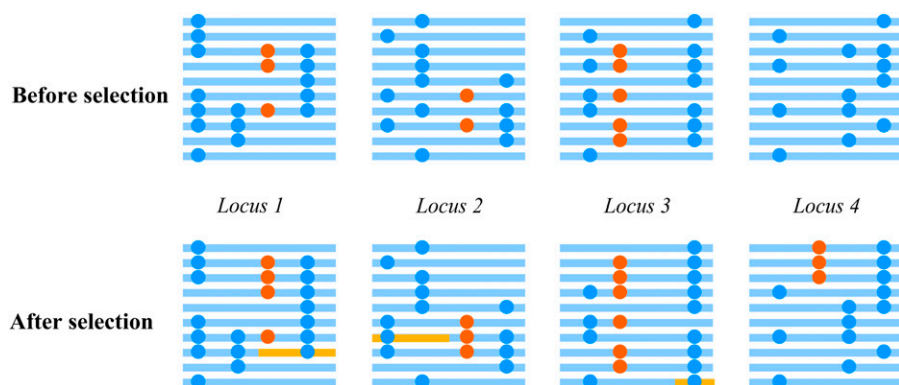 Before selection
Locus 1
Locus 2
Locus 3
Locus 4
After selection